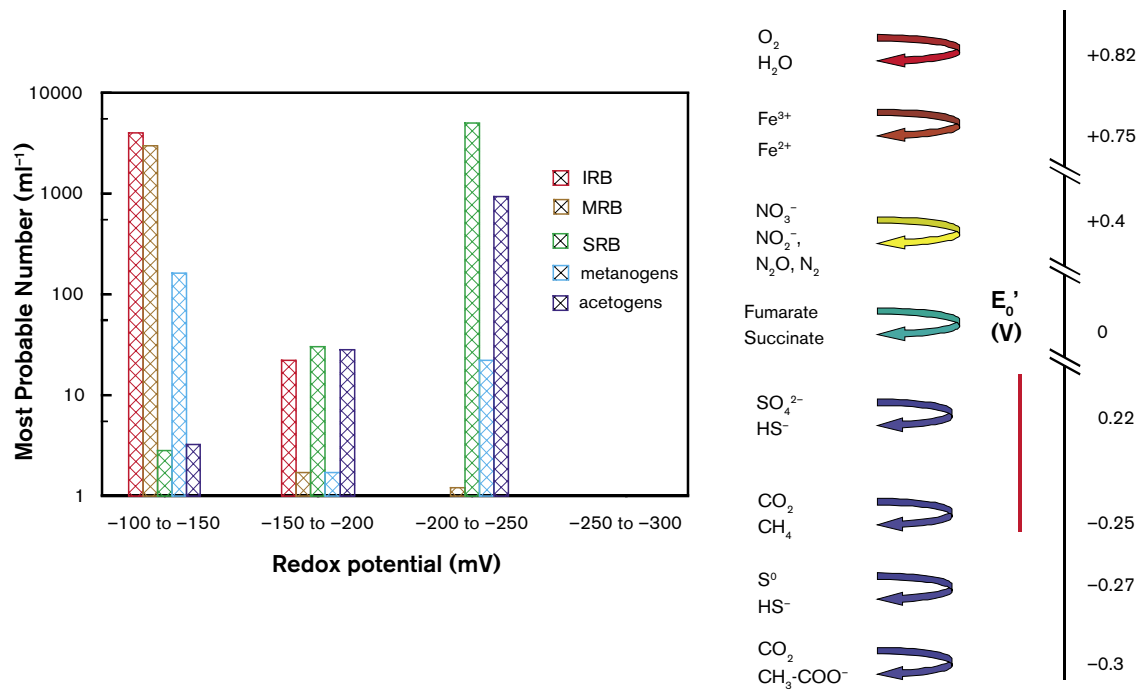 10000
1000
100
10
1
Most Probable Number (ml⁻¹)
IRB
MRB
SRB
metanogens
acetogens
−100 to −150
−150 to −200
−200 to −250
−250 to −300
Redox potential (mV)
O₂
H₂O
+0.82
Fe³⁺
Fe²⁺
+0.75
NO₃⁻
NO₂⁻,
N₂O, N₂
+0.4
Fumarate
Succinate
E₀’
(V)
0
SO₄²⁻
HS⁻
0.22
CO₂
CH₄
−0.25
S⁰
HS⁻
−0.27
CO₂
CH₃-COO⁻
−0.3